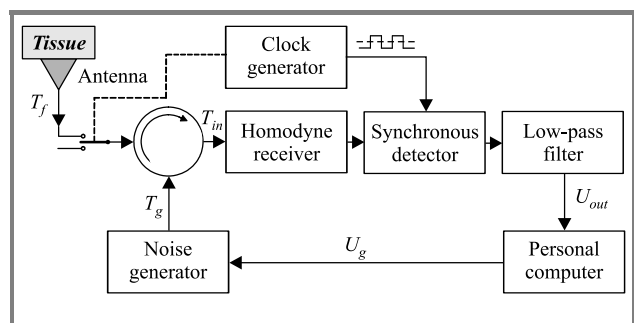 Tissue
Antenna
T_f
Clock
generator
T_in
Homodyne
receiver
Synchronous
detector
Low-pass
filter
T_g
U_out
Noise
generator
U_g
Personal
computer